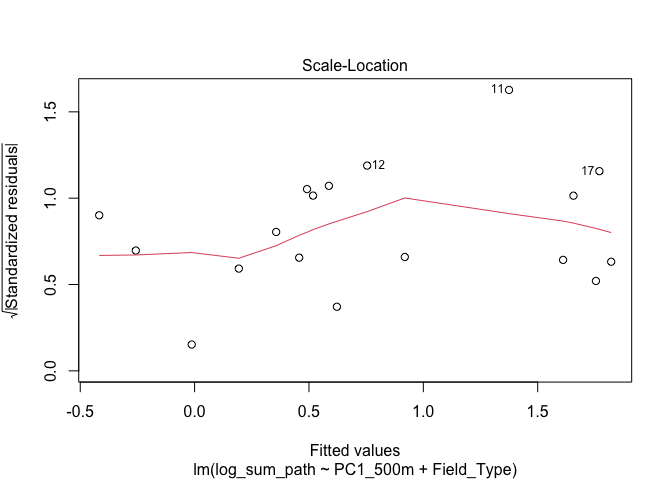 Scale-Location
√|Standardized residuals|
1.5
1.0
0.5
0.0
11
12
17
-0.5 0.0 0.5 1.0 1.5
Fitted values
lm(log_sum_path ~ PC1_500m + Field_Type)